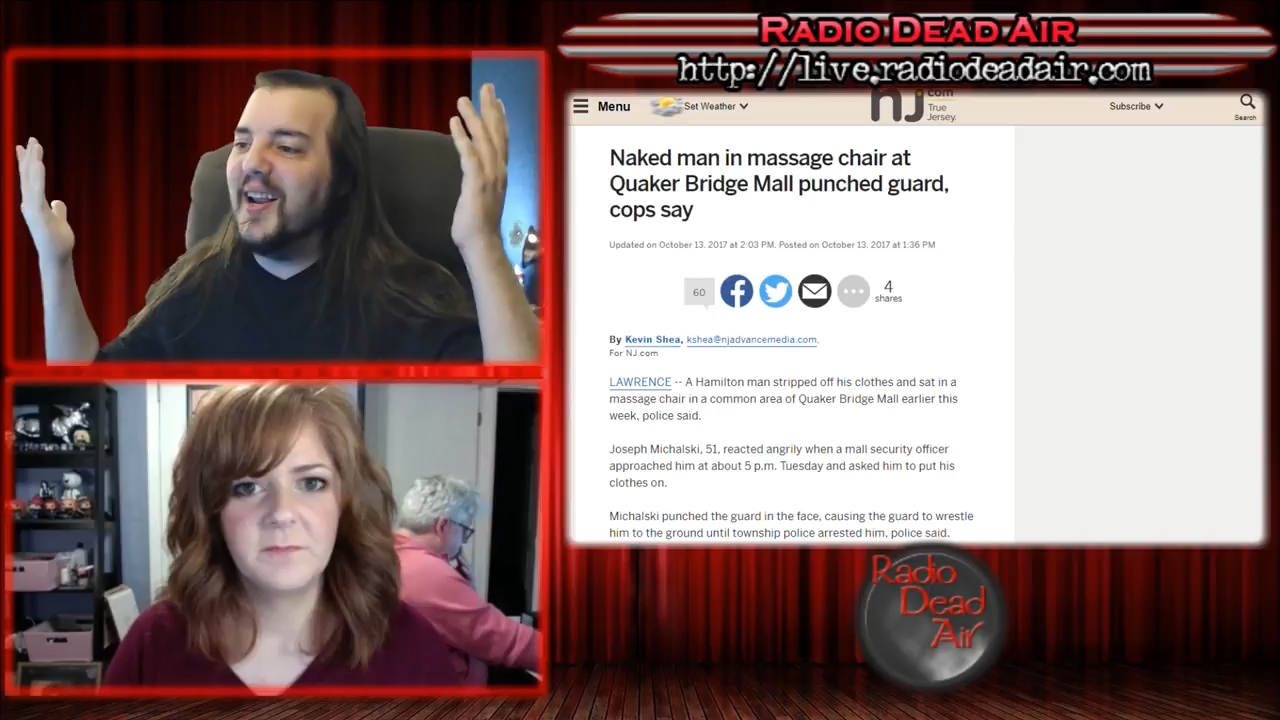 Radio Dead Air
http://live.radiodeadair.com
Menu
Set Weather
nj
com
True
Jersey.
Subscribe
Search
Naked man in massage chair at
Quaker Bridge Mall punched guard,
cops say
Updated on October 13, 2017 at 2:03 PM. Posted on October 13, 2017 at 1:36 PM
60
4
shares
By Kevin Shea, kshea@njadvancemedia.com,
For NJ.com
LAWRENCE -- A Hamilton man stripped off his clothes and sat in a
massage chair in a common area of Quaker Bridge Mall earlier this
week, police said.
Joseph Michalski, 51, reacted angrily when a mall security officer
approached him at about 5 p.m. Tuesday and asked him to put his
clothes on.
Michalski punched the guard in the face, causing the guard to wrestle
him to the ground until township police arrested him, police said.
Radio
Dead
Air